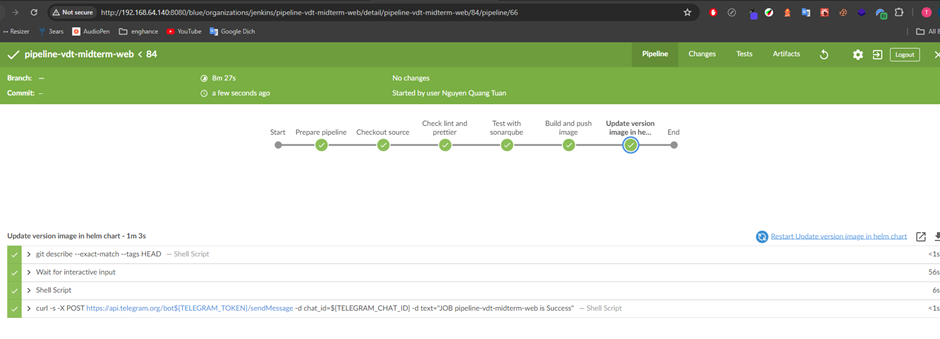 Not secure http://192.168.64.140:8080/blue/organizations/jenkins/pipeline-vdt-midterm-web/detail/pipeline-vdt-midterm-web/84/pipeline/66
Resizer 3ears AudioPen enghance YouTube Google Dich All B
pipeline-vdt-midterm-web < 84 Pipeline Changes Tests Artifacts Logout
Branch: — 8m 27s No changes
Commit: – a few seconds ago Started by user Nguyen Quang Tuan
Start Prepare pipeline Checkout source Check lint and prettier Test with sonarqube Build and push image Update version image in he... End
Update version image in helm chart - 1m 3s Restart Update version image in helm chart
git describe --exact-match --tags HEAD — Shell Script <1s
Wait for interactive input 56s
Shell Script 6s
curl -s -X POST https://api.telegram.org/bot${TELEGRAM_TOKEN}/sendMessage -d chat_id=${TELEGRAM_CHAT_ID} -d text="JOB pipeline-vdt-midterm-web is Success" — Shell Script <1s